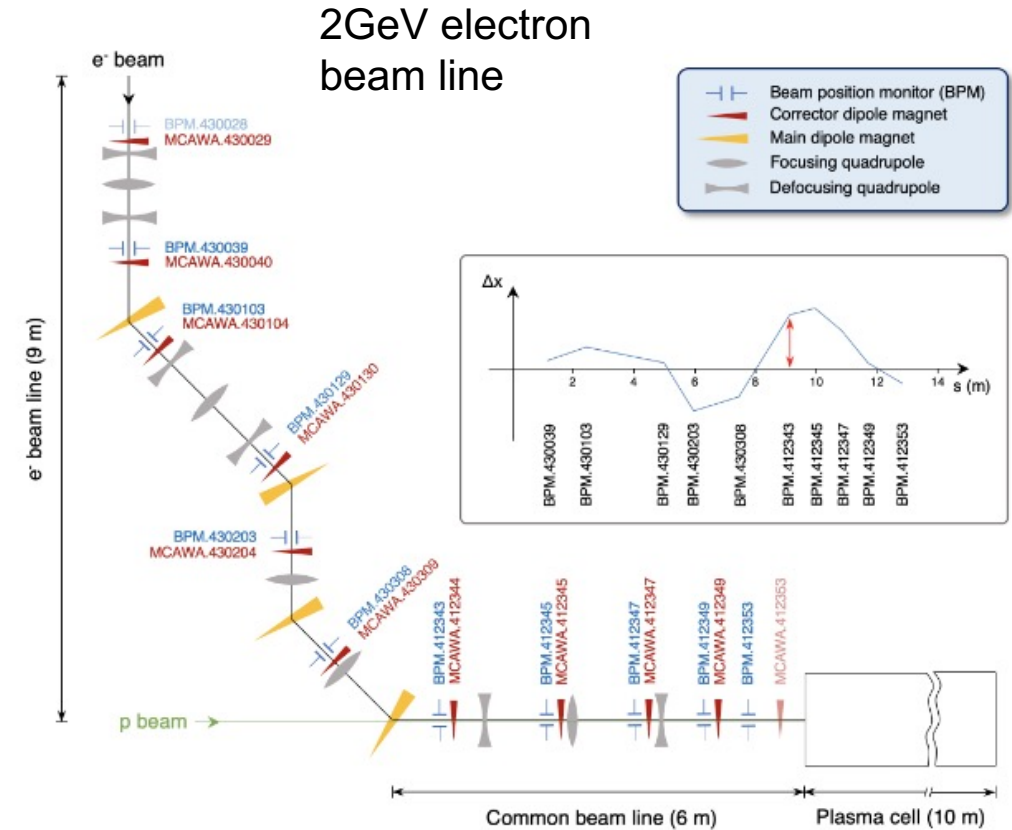 2GeV electron
beam line
e- beam
BPM.430028
MCAWA.430029
BPM.430039
MCAWA.430040
BPM.430103
MCAWA.430104
BPM.430129
MCAWA.430130
BPM.430203
MCAWA.430204
BPM.430308
MCAWA.430309
e- beam line (9 m)
p beam
BPM.412343
MCAWA.412344
BPM.412345
MCAWA.412345
BPM.412347
MCAWA.412347
BPM.412349
MCAWA.412349
BPM.412353
MCAWA.412353
Common beam line (6 m)
Plasma cell (10 m)
Beam position monitor (BPM)
Corrector dipole magnet
Main dipole magnet
Focusing quadrupole
Defocusing quadrupole
Δx
2 4 6 8 10 12 14 s (m)
BPM.430039
BPM.430103
BPM.430129
BPM.430203
BPM.430308
BPM.412343
BPM.412345
BPM.412347
BPM.412349
BPM.412353